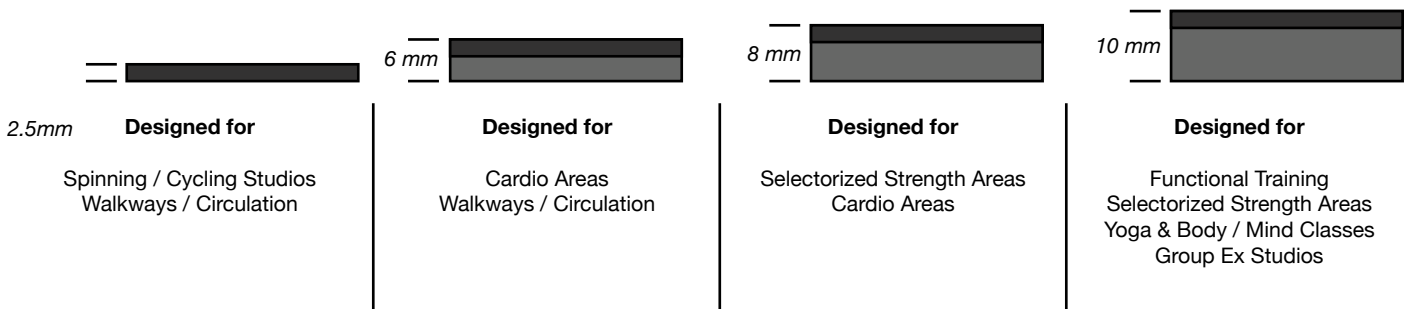 2.5mm
Designed for
Spinning / Cycling Studios
Walkways / Circulation
6 mm
Designed for
Cardio Areas
Walkways / Circulation
8 mm
Designed for
Selectorized Strength Areas
Cardio Areas
10 mm
Designed for
Functional Training
Selectorized Strength Areas
Yoga & Body / Mind Classes
Group Ex Studios